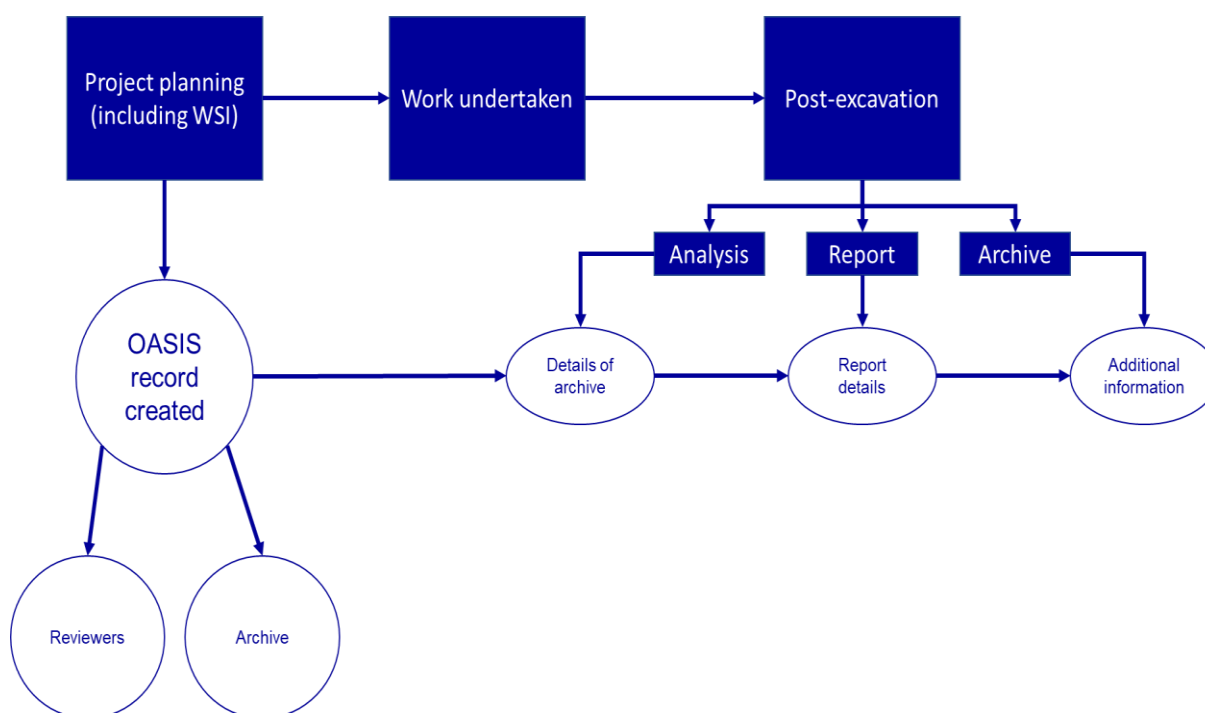 Project planning
(including WSI)
Work undertaken
Post-excavation
Analysis
Report
Archive
OASIS
record
created
Details of
archive
Report
details
Additional
information
Reviewers
Archive